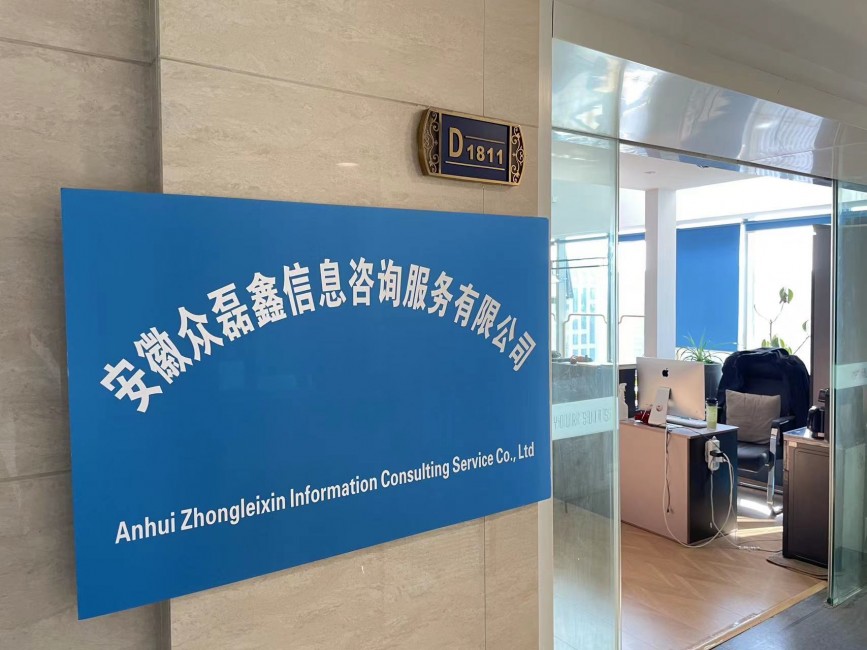 D1811
安徽众磊鑫信息咨询服务有限公司
Anhui Zhongleixin Information Consulting Service Co., Ltd